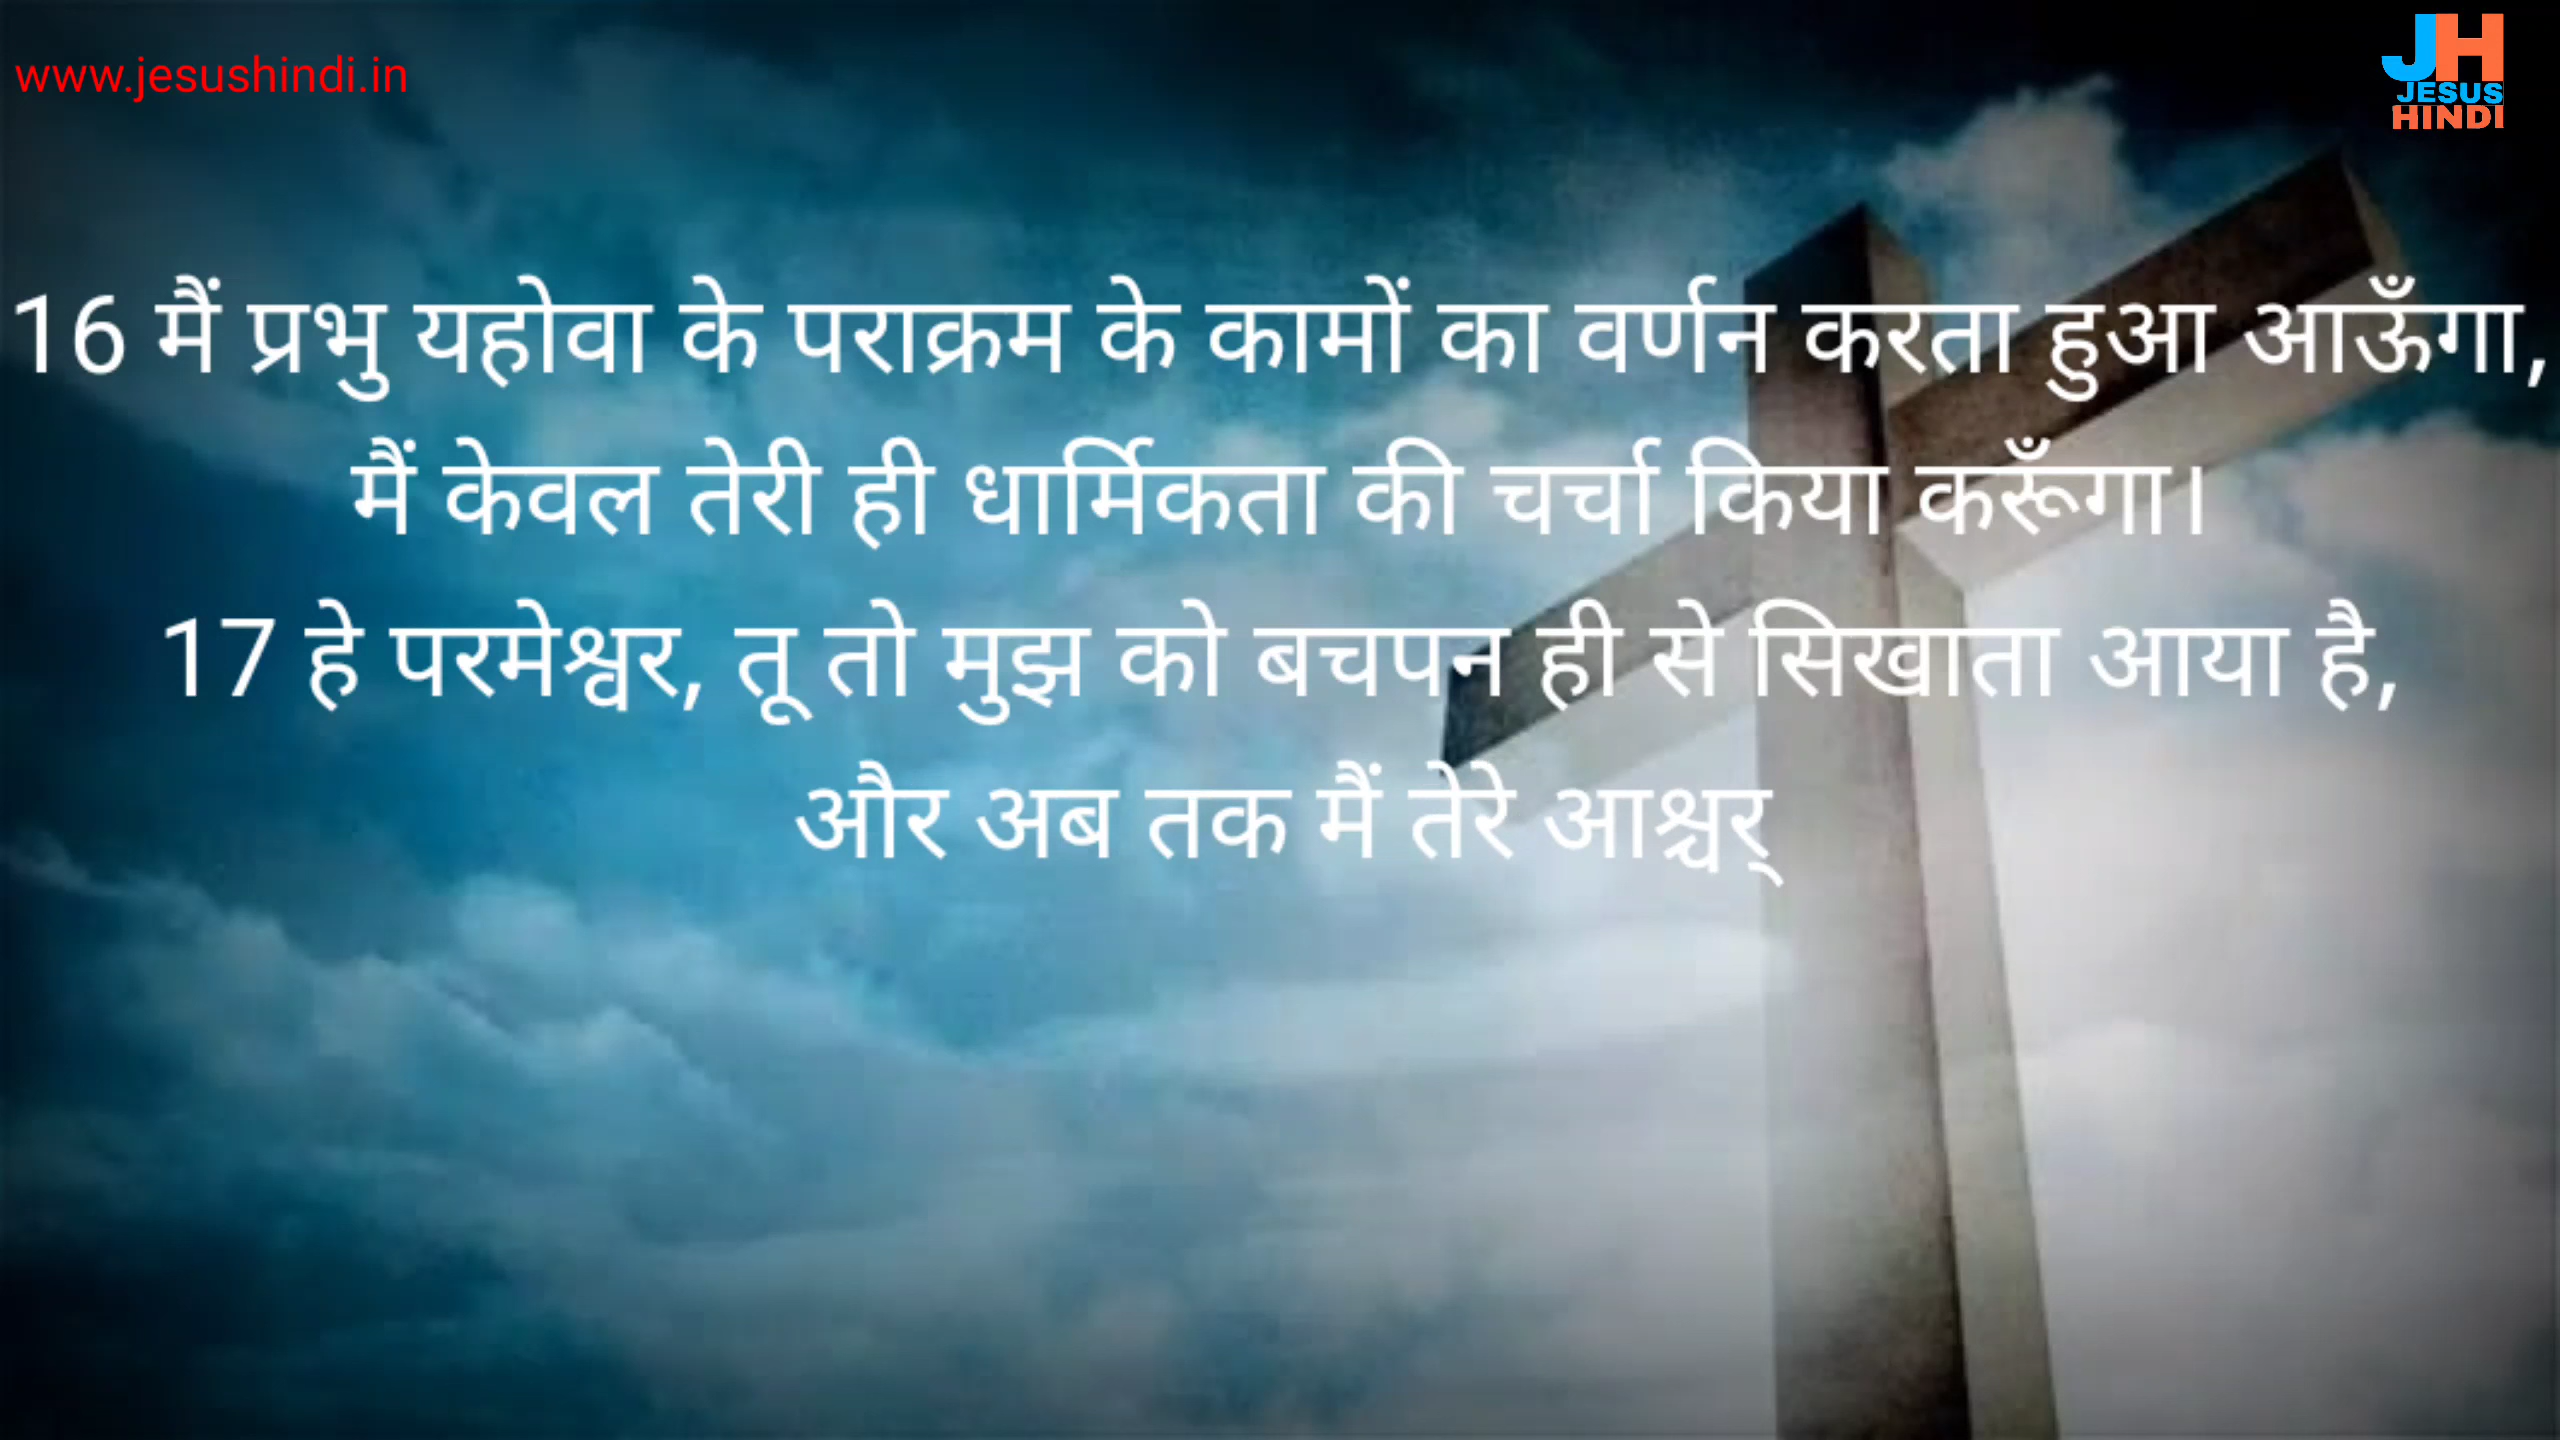 www.jesushindi.in
JH
JESUS
HINDI
16 मैं प्रभु यहोवा के पराक्रम के कामों का वर्णन करता हुआ आऊँगा,
मैं केवल तेरी ही धार्मिकता की चर्चा किया करूँगा।
17 हे परमेश्वर, तू तो मुझ को बचपन ही से सिखाता आया है,
और अब तक मैं तेरे आश्चर्